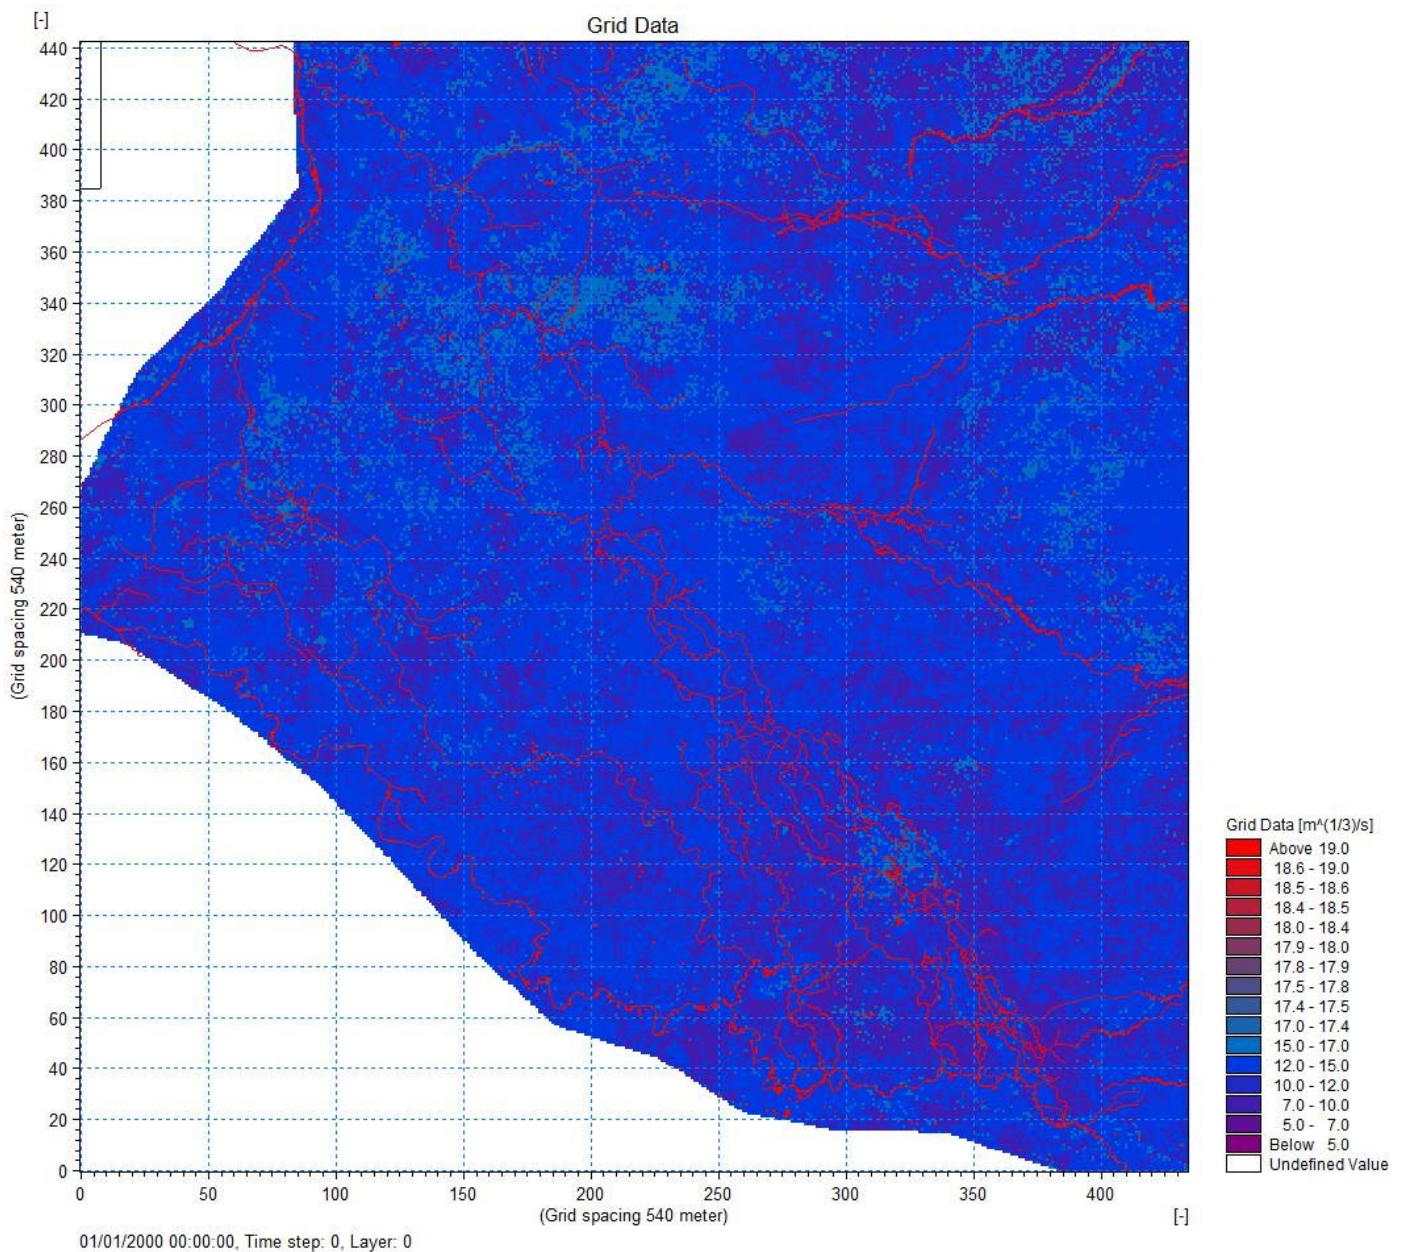 [-]
Grid Data
440
420
400
380
360
340
320
300
280
260
240
220
200
180
160
140
120
100
80
60
40
20
0
(Grid spacing 540 meter)
0 50 100 150 200 250 300 350 400
(Grid spacing 540 meter)
[-]
01/01/2000 00:00:00, Time step: 0, Layer: 0
Grid Data [m^(1/3)/s]
Above 19.0
18.6 - 19.0
18.5 - 18.6
18.4 - 18.5
18.0 - 18.4
17.9 - 18.0
17.8 - 17.9
17.5 - 17.8
17.4 - 17.5
17.0 - 17.4
15.0 - 17.0
12.0 - 15.0
10.0 - 12.0
7.0 - 10.0
5.0 - 7.0
Below 5.0
Undefined Value